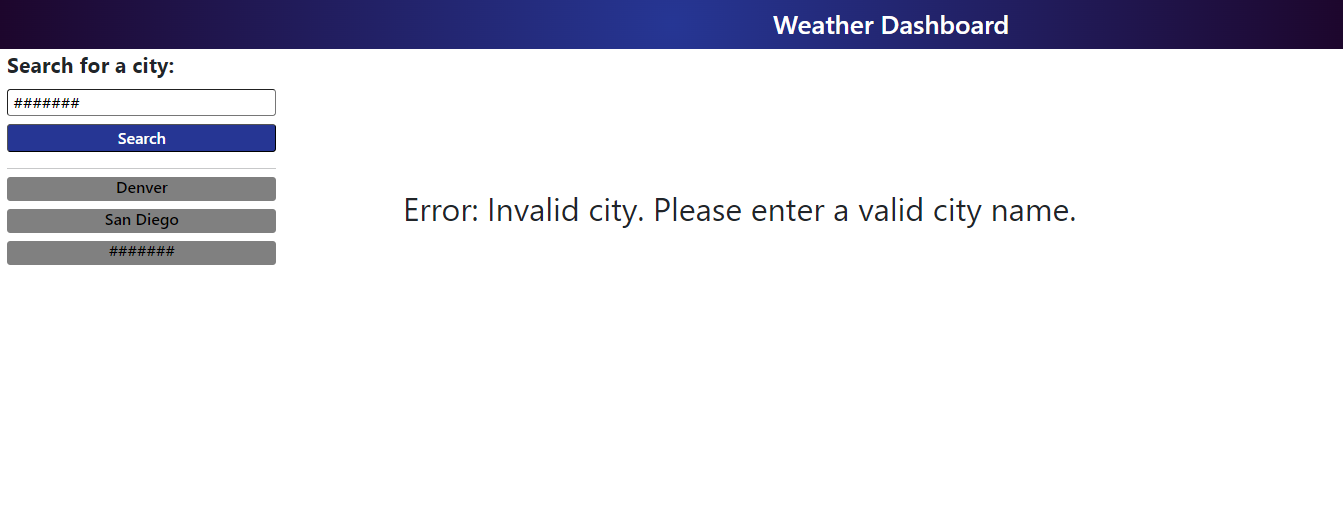 Weather Dashboard
Search for a city:
#######
Search
Denver
San Diego
#######
Error: Invalid city. Please enter a valid city name.